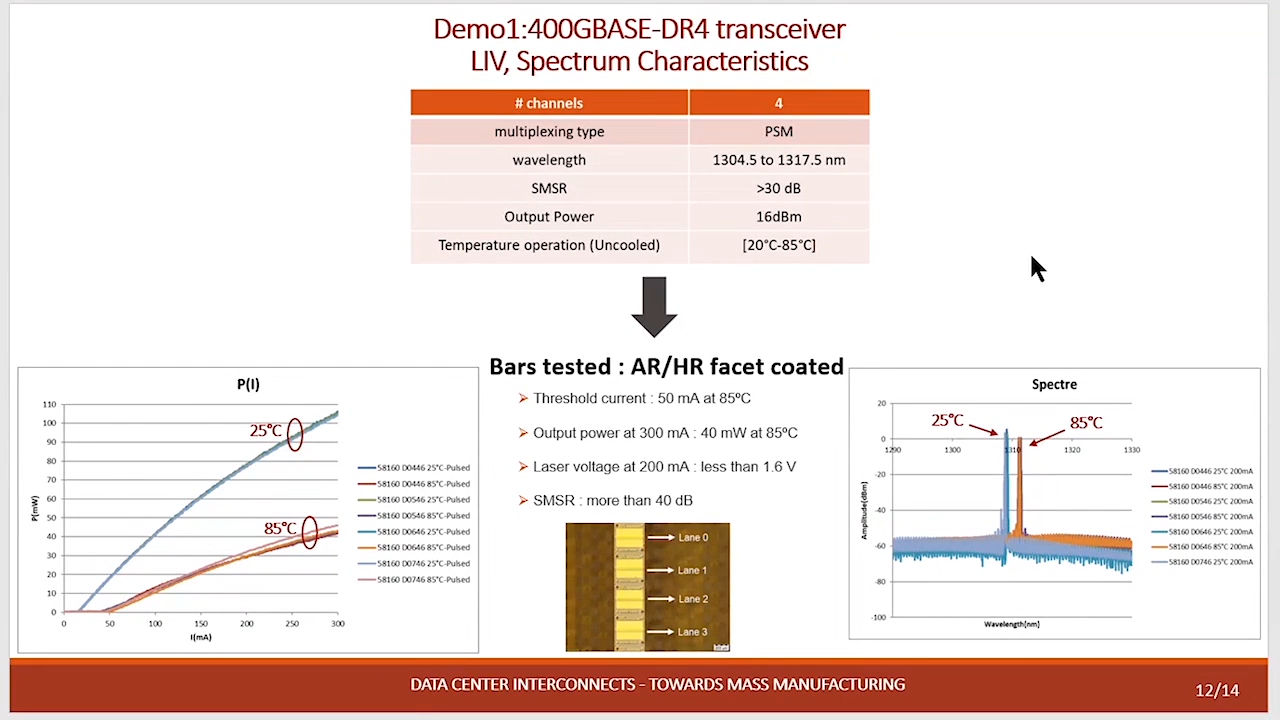 Demo1:400GBASE-DR4 transceiver
LIV, Spectrum Characteristics
# channels 4
multiplexing type PSM
wavelength 1304.5 to 1317.5 nm
SMSR >30 dB
Output Power 16dBm
Temperature operation (Uncooled) [20°C-85°C]
Bars tested : AR/HR facet coated
Threshold current : 50 mA at 85ºC
Output power at 300 mA : 40 mW at 85ºC
Laser voltage at 200 mA : less than 1.6 V
SMSR : more than 40 dB
Lane 0
Lane 1
Lane 2
Lane 3
P(I)
110
100
90
80
70
60
50
40
30
20
10
0
0 50 100 150 200 250 300
P(mW)
I(mA)
25°C
85°C
58160 D0446 25°C-Pulsed
58160 D0446 85°C-Pulsed
58160 D0546 25°C-Pulsed
58160 D0546 85°C-Pulsed
58160 D0646 25°C-Pulsed
58160 D0646 85°C-Pulsed
58160 D0746 25°C-Pulsed
58160 D0746 85°C-Pulsed
Spectre
20
0
-20
-40
-60
-80
-100
1290 1300 1310 1320 1330
Amplitude(dBm)
Wavelength(nm)
25°C
85°C
58160 D0446 25°C 200mA
58160 D0446 85°C 200mA
58160 D0546 25°C 200mA
58160 D0546 85°C 200mA
58160 D0646 25°C 200mA
58160 D0646 85°C 200mA
58160 D0746 25°C 200mA
DATA CENTER INTERCONNECTS – TOWARDS MASS MANUFACTURING
12/14